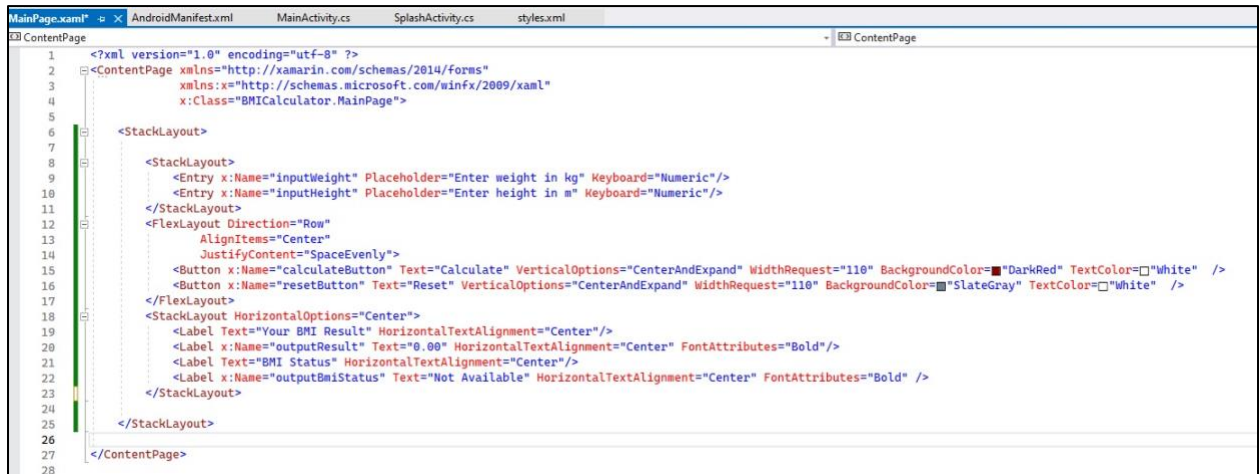 MainPage.xaml* AndroidManifest.xml MainActivity.cs SplashActivity.cs styles.xml
ContentPage ContentPage
1 <?xml version="1.0" encoding="utf-8" ?>
2 <ContentPage xmlns="http://xamarin.com/schemas/2014/forms"
3 xmlns:x="http://schemas.microsoft.com/winfx/2009/xaml"
4 x:Class="BMICalculator.MainPage">
5
6 <StackLayout>
7
8 <StackLayout>
9 <Entry x:Name="inputWeight" Placeholder="Enter weight in kg" Keyboard="Numeric"/>
10 <Entry x:Name="inputHeight" Placeholder="Enter height in m" Keyboard="Numeric"/>
11 </StackLayout>
12 <FlexLayout Direction="Row"
13 AlignItems="Center"
14 JustifyContent="SpaceEvenly">
15 <Button x:Name="calculateButton" Text="Calculate" VerticalOptions="CenterAndExpand" WidthRequest="110" BackgroundColor="DarkRed" TextColor="White" />
16 <Button x:Name="resetButton" Text="Reset" VerticalOptions="CenterAndExpand" WidthRequest="110" BackgroundColor="SlateGray" TextColor="White" />
17 </FlexLayout>
18 <StackLayout HorizontalOptions="Center">
19 <Label Text="Your BMI Result" HorizontalTextAlignment="Center"/>
20 <Label x:Name="outputResult" Text="0.00" HorizontalTextAlignment="Center" FontAttributes="Bold"/>
21 <Label Text="BMI Status" HorizontalTextAlignment="Center"/>
22 <Label x:Name="outputBmiStatus" Text="Not Available" HorizontalTextAlignment="Center" FontAttributes="Bold" />
23 </StackLayout>
24
25 </StackLayout>
26
27 </ContentPage>
28